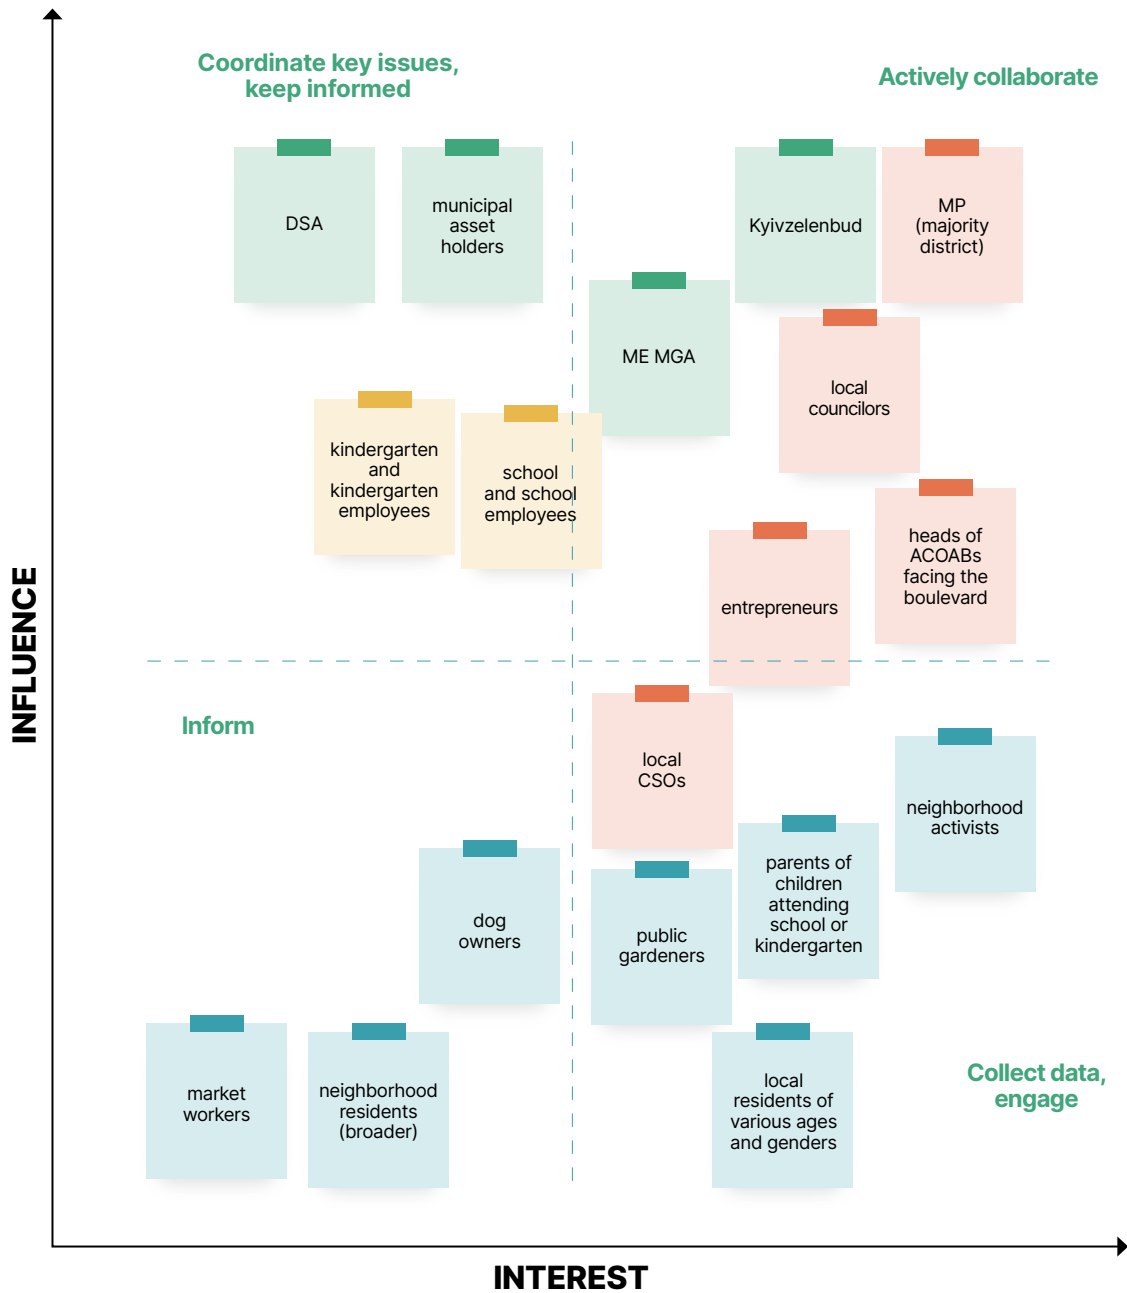 Coordinate key issues,
keep informed
Actively collaborate
DSA
municipal
asset
holders
Kyivzelenbud
MP
(majority
district)
ME MGA
local
councilors
kindergarten
and
kindergarten
employees
school
and school
employees
heads of
ACOABs
facing the
boulevard
entrepreneurs
INFLUENCE
Inform
local
CSOs
neighborhood
activists
parents of
children
attending
school or
kindergarten
dog
owners
public
gardeners
market
workers
neighborhood
residents
(broader)
local
residents of
various ages
and genders
Collect data,
engage
INTEREST